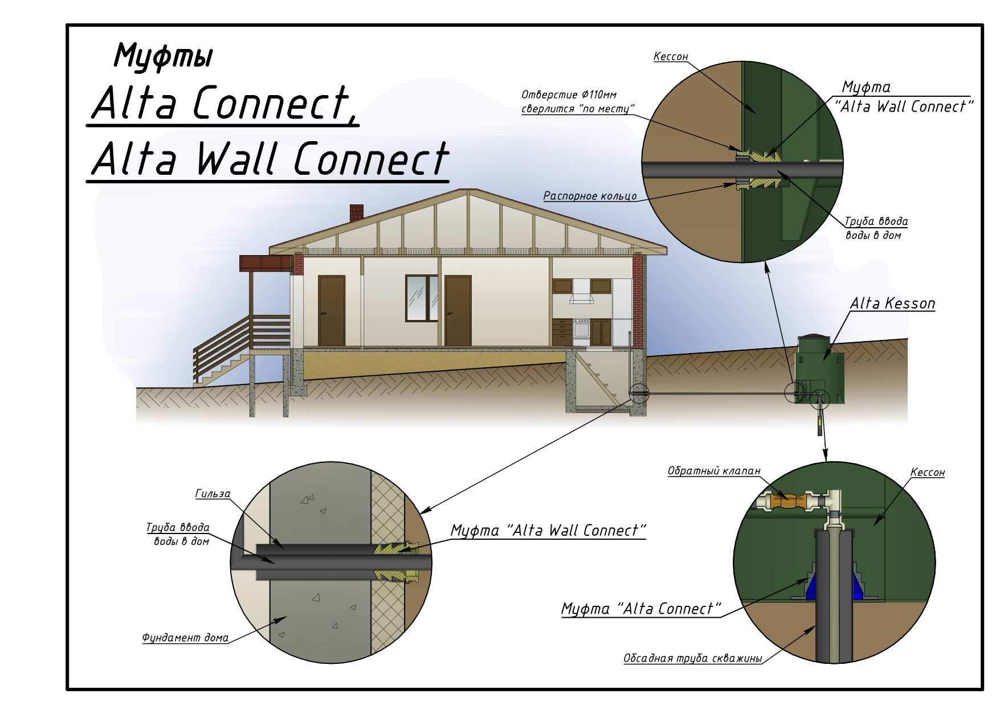 Муфты
Alta Connect,
Alta Wall Connect
Кессон
Отверстие Ф110мм
сверлится "по месту"
Муфта
"Alta Wall Connect"
Распорное кольцо
Труба ввода
воды в дом
Alta Kesson
Гильза
Труба ввода
воды в дом
Муфта "Alta Wall Connect"
Фундамент дома
Обратный клапан
Кессон
Муфта "Alta Connect"
Обсадная труба скважины